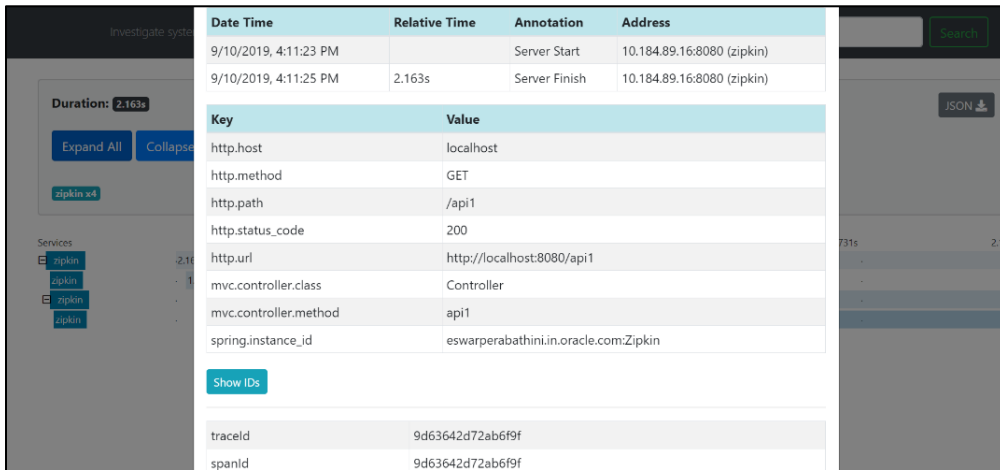 Investigate syste
Search
Date Time Relative Time Annotation Address
9/10/2019, 4:11:23 PM Server Start 10.184.89.16:8080 (zipkin)
9/10/2019, 4:11:25 PM 2.163s Server Finish 10.184.89.16:8080 (zipkin)
Duration: 2.163s
JSON
Expand All Collapse
zipkin x4
Key Value
http.host localhost
http.method GET
http.path /api1
http.status_code 200
http.url http://localhost:8080/api1
mvc.controller.class Controller
mvc.controller.method api1
spring.instance_id eswarperabathini.in.oracle.com:Zipkin
Services
731s
zipkin
zipkin
zipkin
zipkin
Show IDs
traceId 9d63642d72ab6f9f
spanId 9d63642d72ab6f9f